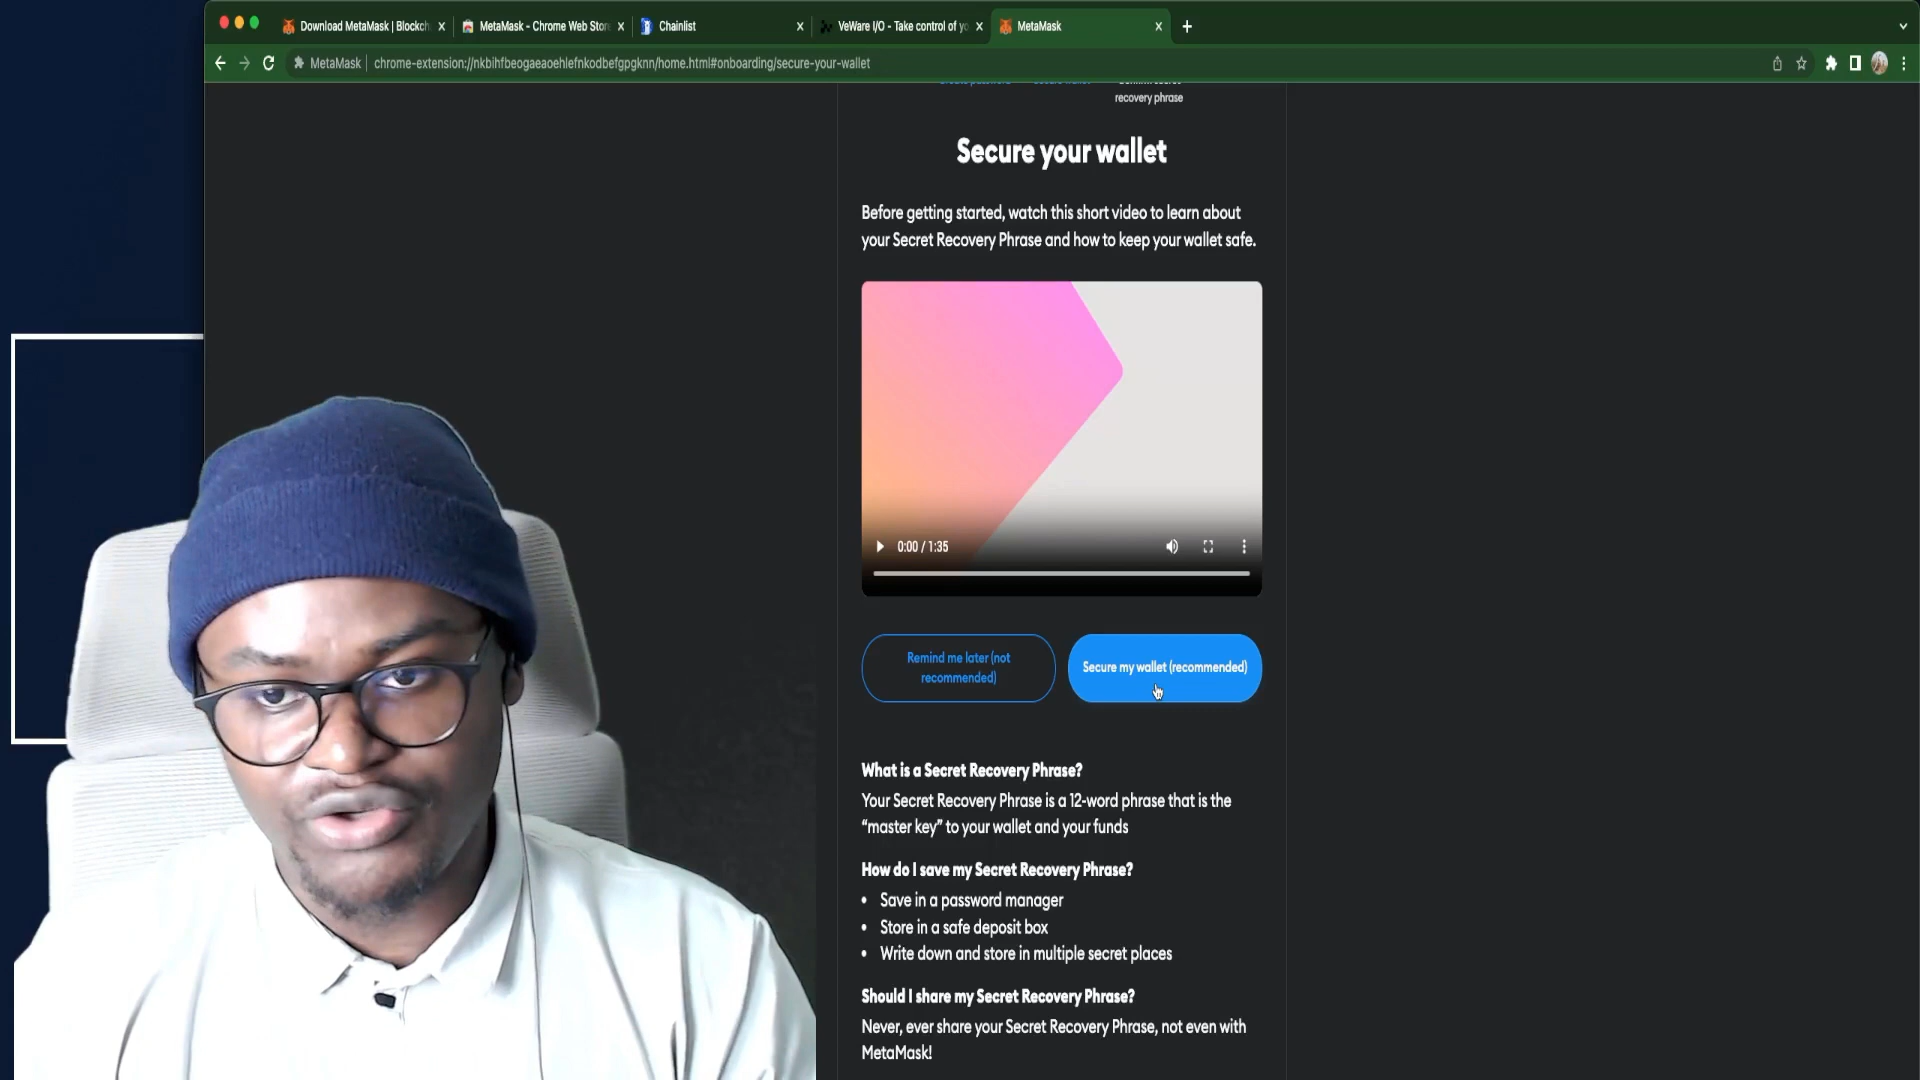 Download MetaMask | Blockch
MetaMask - Chrome Web Store
Chainlist
VeWare I/O - Take control of yo
MetaMask
MetaMask
chrome-extension://nkbihfbeogaeaoehlefnkodbefgpgknn/home.html#onboarding/secure-your-wallet
recovery phrase
Secure your wallet
Before getting started, watch this short video to learn about
your Secret Recovery Phrase and how to keep your wallet safe.
0:00 / 1:35
Remind me later (not
recommended)
Secure my wallet (recommended)
What is a Secret Recovery Phrase?
Your Secret Recovery Phrase is a 12-word phrase that is the
“master key” to your wallet and your funds
How do I save my Secret Recovery Phrase?
• Save in a password manager
• Store in a safe deposit box
• Write down and store in multiple secret places
Should I share my Secret Recovery Phrase?
Never, ever share your Secret Recovery Phrase, not even with
MetaMask!